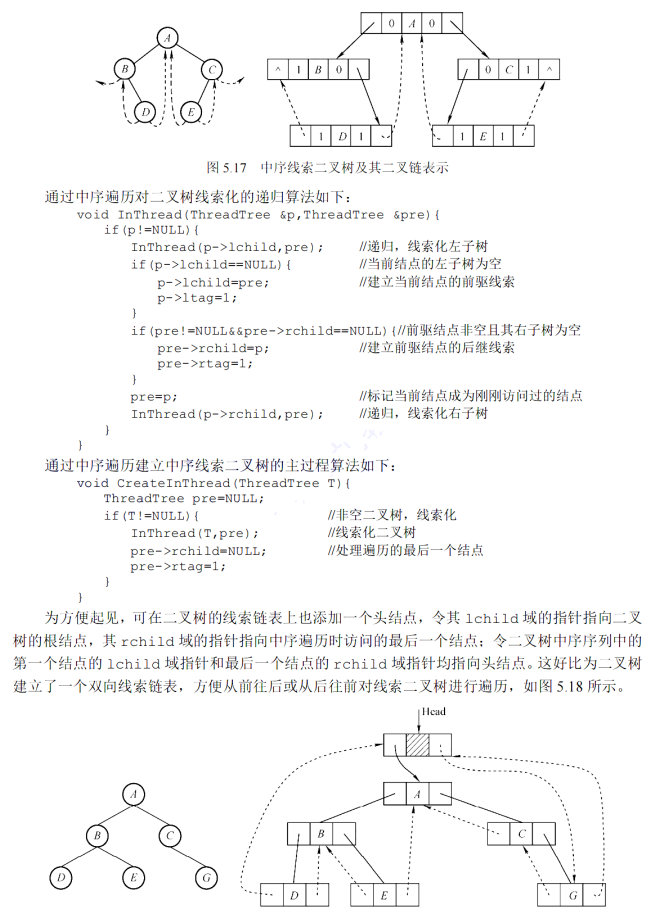 A
B
C
D
E
0 A 0
^ 1 B 0
0 C 1 ^
1 D 1
1 E 1
图 5.17 中序线索二叉树及其二叉链表示
通过中序遍历对二叉树线索化的递归算法如下：
void InThread(ThreadTree &p,ThreadTree &pre){
if(p!=NULL){
InThread(p->lchild,pre); //递归，线索化左子树
if(p->lchild==NULL){ //当前结点的左子树为空
p->lchild=pre; //建立当前结点的前驱线索
p->ltag=1;
}
if(pre!=NULL&&pre->rchild==NULL){//前驱结点非空且其右子树为空
pre->rchild=p; //建立前驱结点的后继线索
pre->rtag=1;
}
pre=p; //标记当前结点成为刚刚访问过的结点
InThread(p->rchild,pre); //递归，线索化右子树
}
}
通过中序遍历建立中序线索二叉树的主过程算法如下：
void CreateInThread(ThreadTree T){
ThreadTree pre=NULL;
if(T!=NULL){ //非空二叉树，线索化
InThread(T,pre); //线索化二叉树
pre->rchild=NULL; //处理遍历的最后一个结点
pre->rtag=1;
}
}
为方便起见，可在二叉树的线索链表上也添加一个头结点，令其 lchild 域的指针指向二叉
树的根结点，其 rchild 域的指针指向中序遍历时访问的最后一个结点；令二叉树中序序列中的
第一个结点的 lchild 域指针和最后一个结点的 rchild 域指针均指向头结点。这好比为二叉树
建立了一个双向线索链表，方便从前往后或从后往前对线索二叉树进行遍历，如图 5.18 所示。
Head
A
B
C
D
E
G
A
B
C
D
E
G